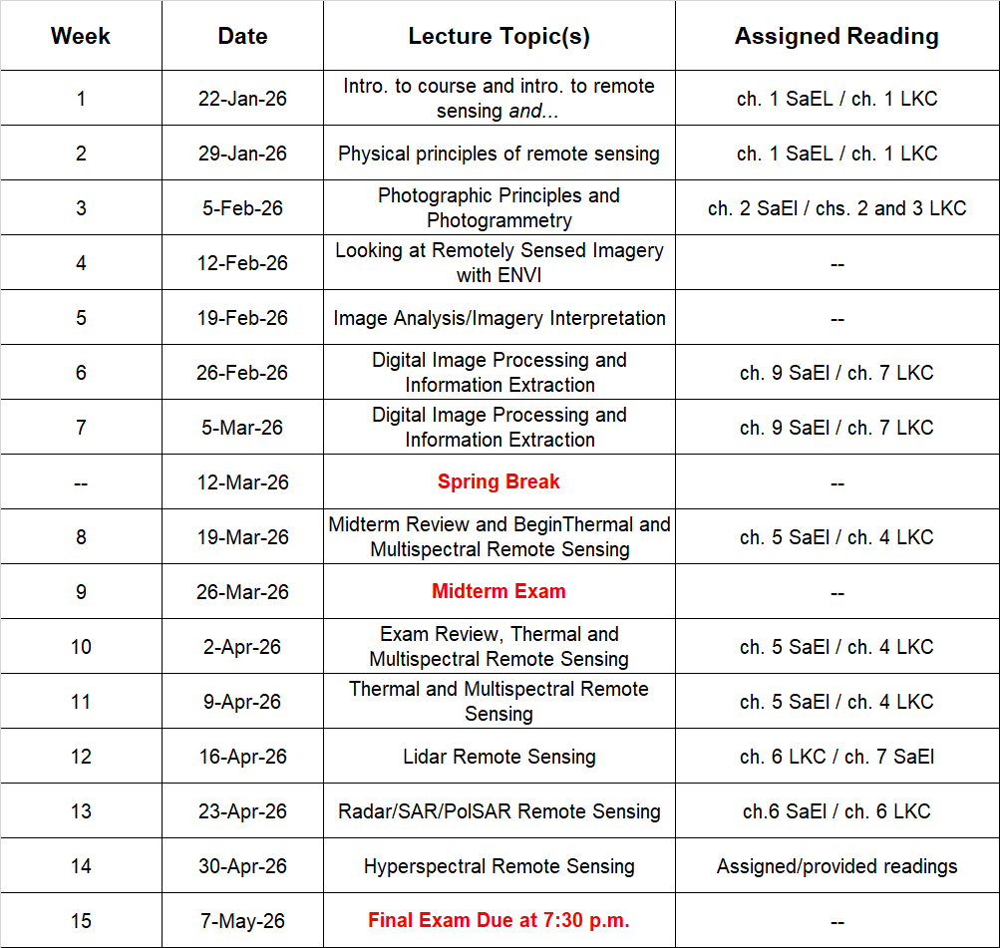 Week Date Lecture Topic(s) Assigned Reading
1 22-Jan-26 Intro. to course and intro. to remote sensing and... ch. 1 SaEL / ch. 1 LKC
2 29-Jan-26 Physical principles of remote sensing ch. 1 SaEL / ch. 1 LKC
3 5-Feb-26 Photographic Principles and Photogrammetry ch. 2 SaEl / chs. 2 and 3 LKC
4 12-Feb-26 Looking at Remotely Sensed Imagery with ENVI --
5 19-Feb-26 Image Analysis/Imagery Interpretation --
6 26-Feb-26 Digital Image Processing and Information Extraction ch. 9 SaEl / ch. 7 LKC
7 5-Mar-26 Digital Image Processing and Information Extraction ch. 9 SaEl / ch. 7 LKC
-- 12-Mar-26 Spring Break --
8 19-Mar-26 Midterm Review and BeginThermal and Multispectral Remote Sensing ch. 5 SaEl / ch. 4 LKC
9 26-Mar-26 Midterm Exam --
10 2-Apr-26 Exam Review, Thermal and Multispectral Remote Sensing ch. 5 SaEl / ch. 4 LKC
11 9-Apr-26 Thermal and Multispectral Remote Sensing ch. 5 SaEl / ch. 4 LKC
12 16-Apr-26 Lidar Remote Sensing ch. 6 LKC / ch. 7 SaEl
13 23-Apr-26 Radar/SAR/PolSAR Remote Sensing ch.6 SaEl / ch. 6 LKC
14 30-Apr-26 Hyperspectral Remote Sensing Assigned/provided readings
15 7-May-26 Final Exam Due at 7:30 p.m. --